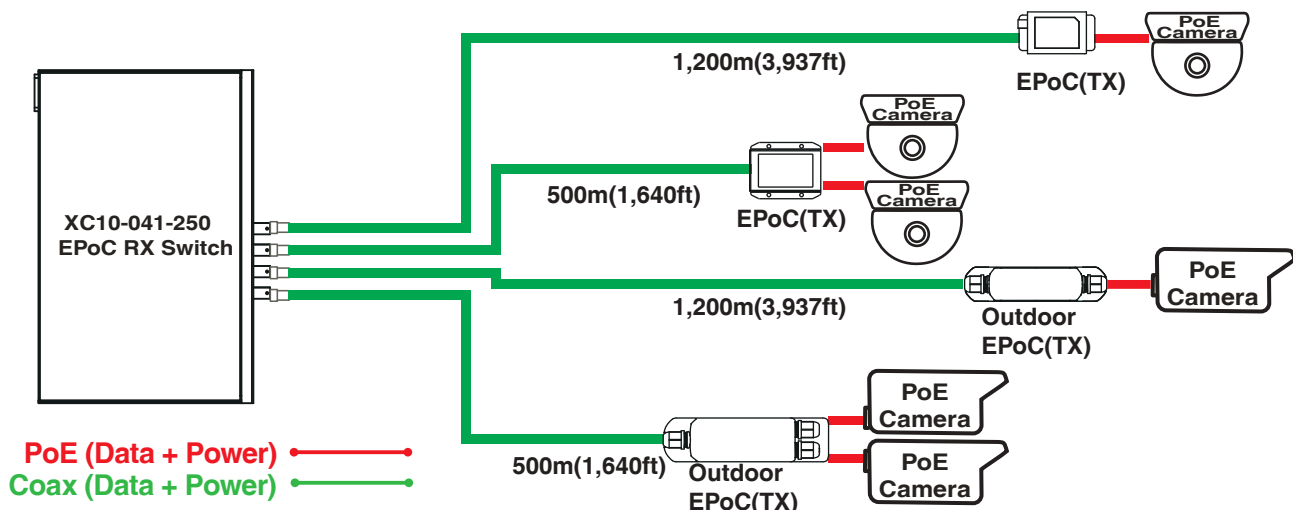 PoE
Camera
1,200m(3,937ft)
EPoC(TX)
PoE
Camera
500m(1,640ft)
EPoC(TX)
PoE
Camera
XC10-041-250
EPoC RX Switch
PoE
Camera
1,200m(3,937ft)
Outdoor
EPoC(TX)
PoE
Camera
PoE (Data + Power)
Coax (Data + Power)
500m(1,640ft)
Outdoor
EPoC(TX)
PoE
Camera